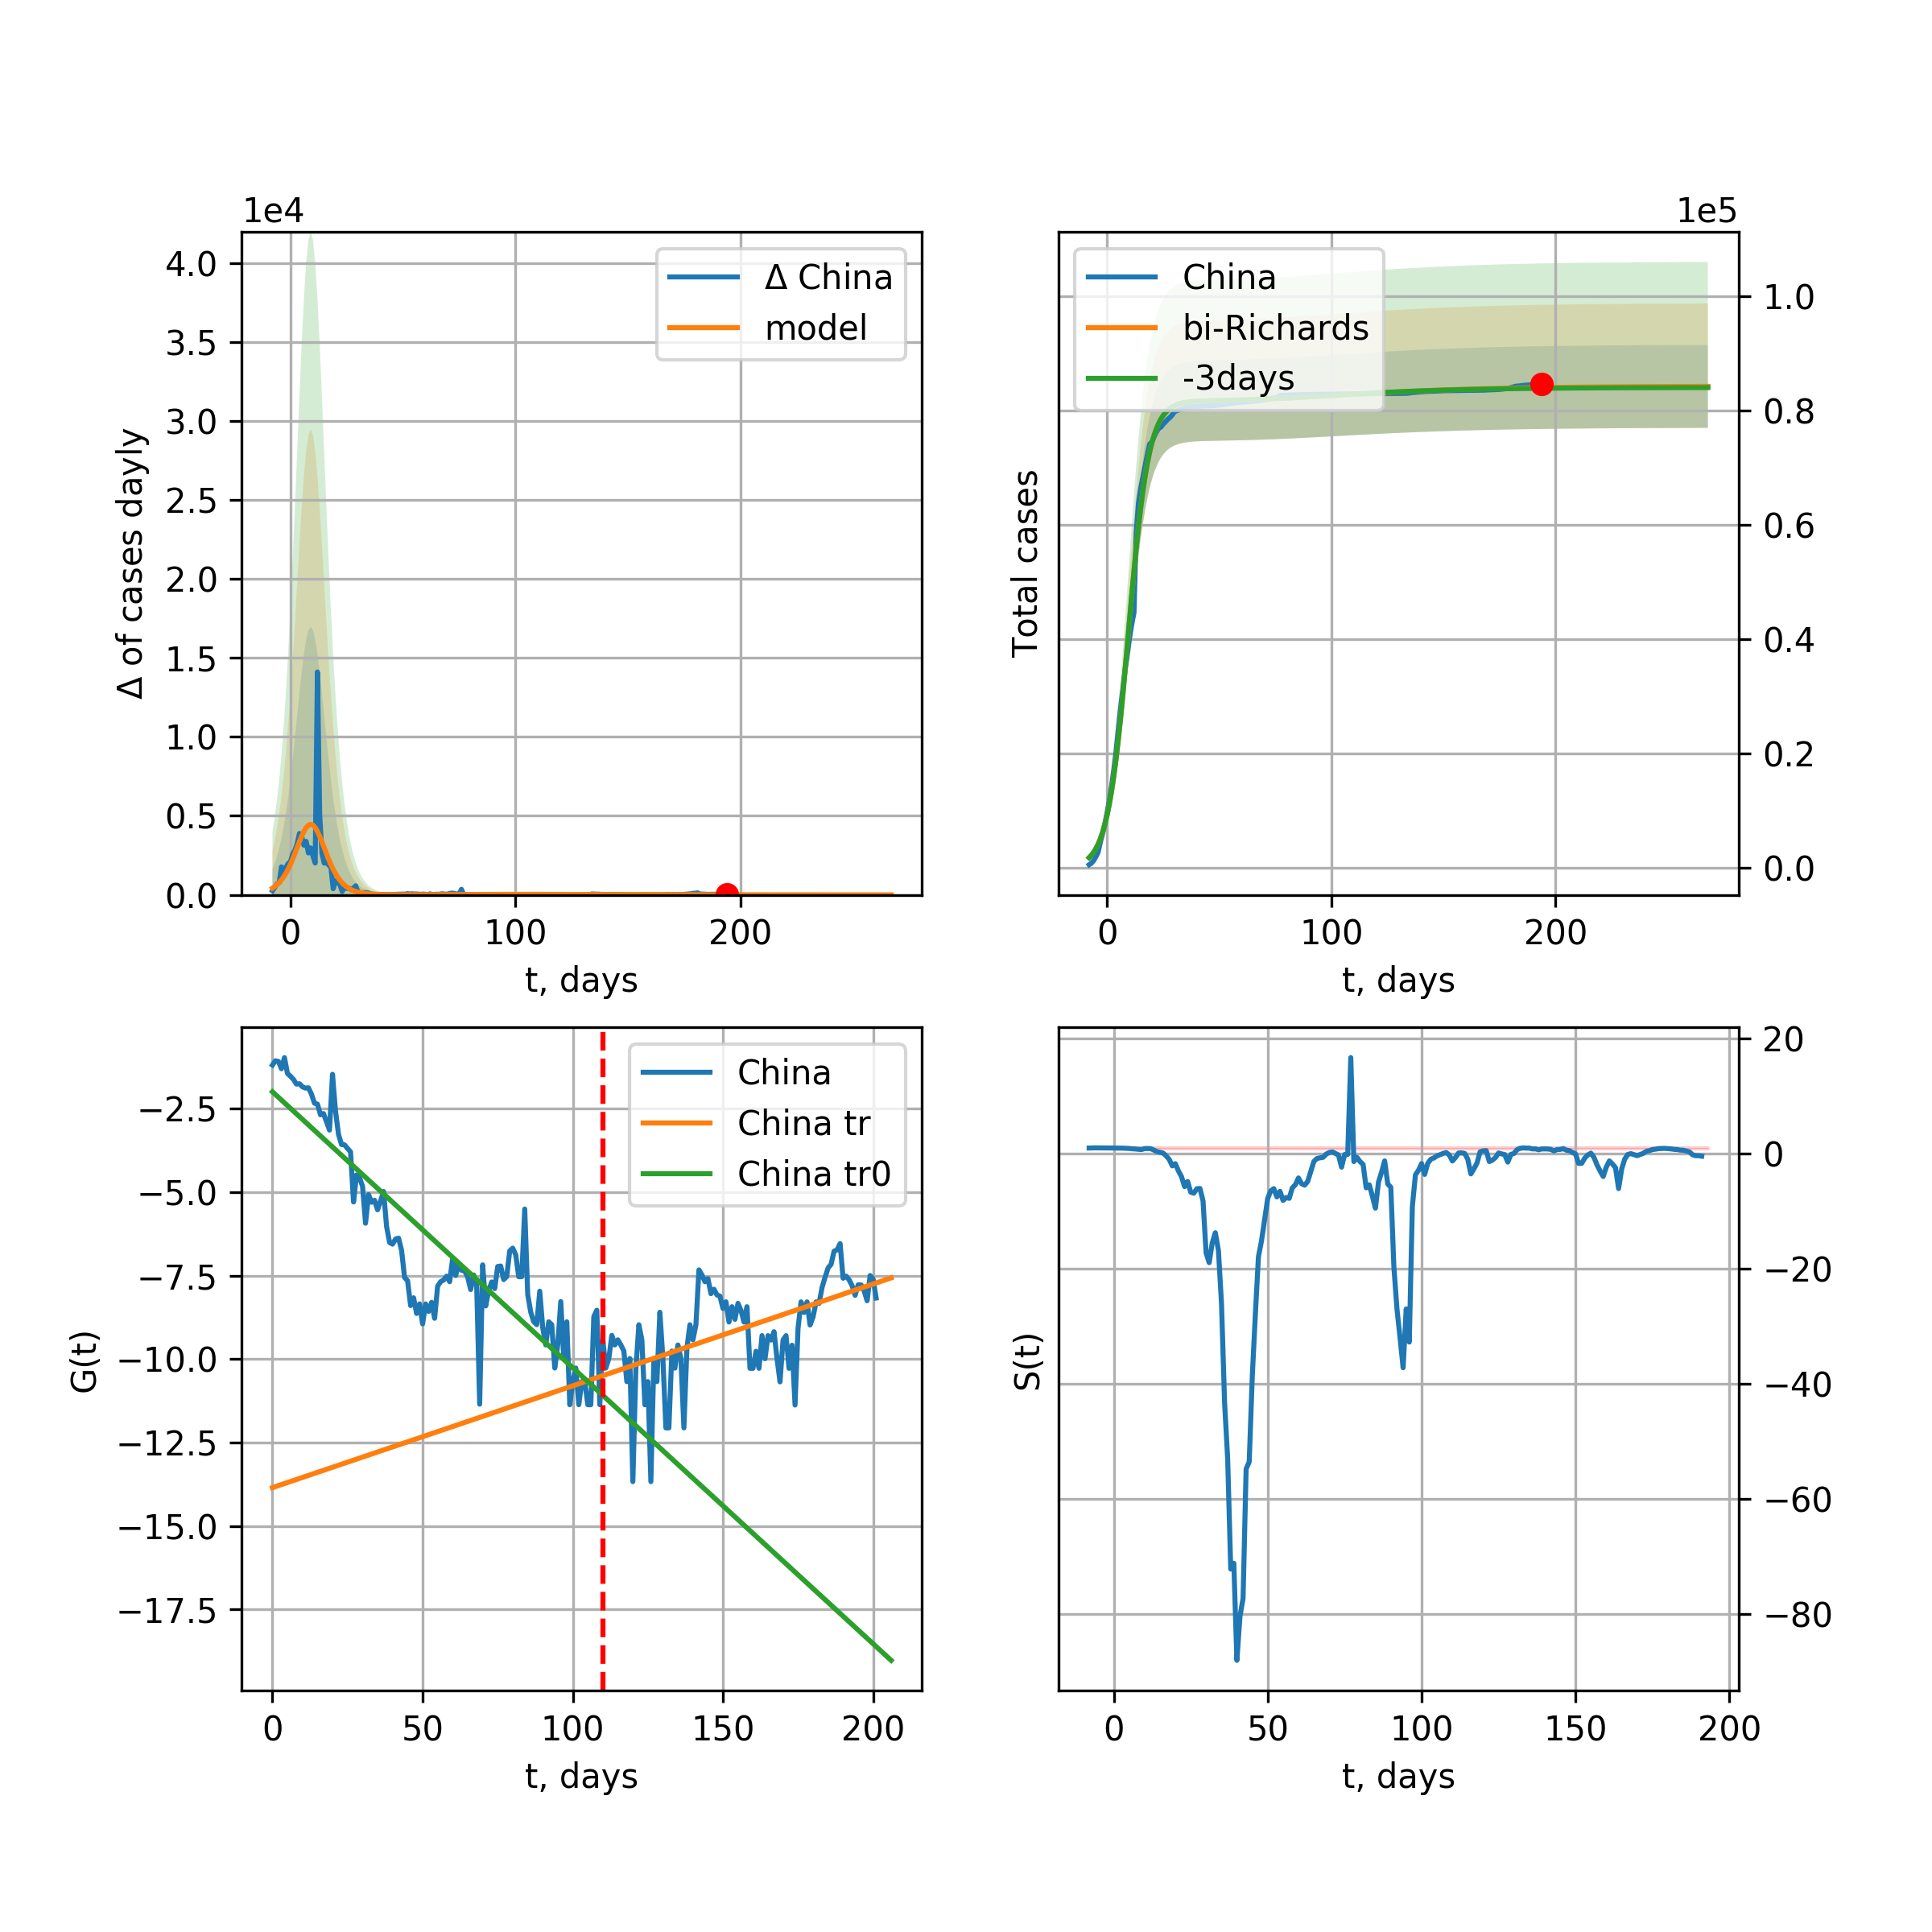 1e4
4.0
3.5
3.0
2.5
2.0
1.5
1.0
0.5
0.0
Δ of cases dayly
Δ China
model
0 100 200
t, days
1e5
China
bi-Richards
-3days
Total cases
1.0
0.8
0.6
0.4
0.2
0.0
0 100 200
t, days
−2.5
−5.0
−7.5
−10.0
−12.5
−15.0
−17.5
G(t)
China
China tr
China tr0
0 50 100 150 200
t, days
S(t)
20
0
−20
−40
−60
−80
0 50 100 150 200
t, days